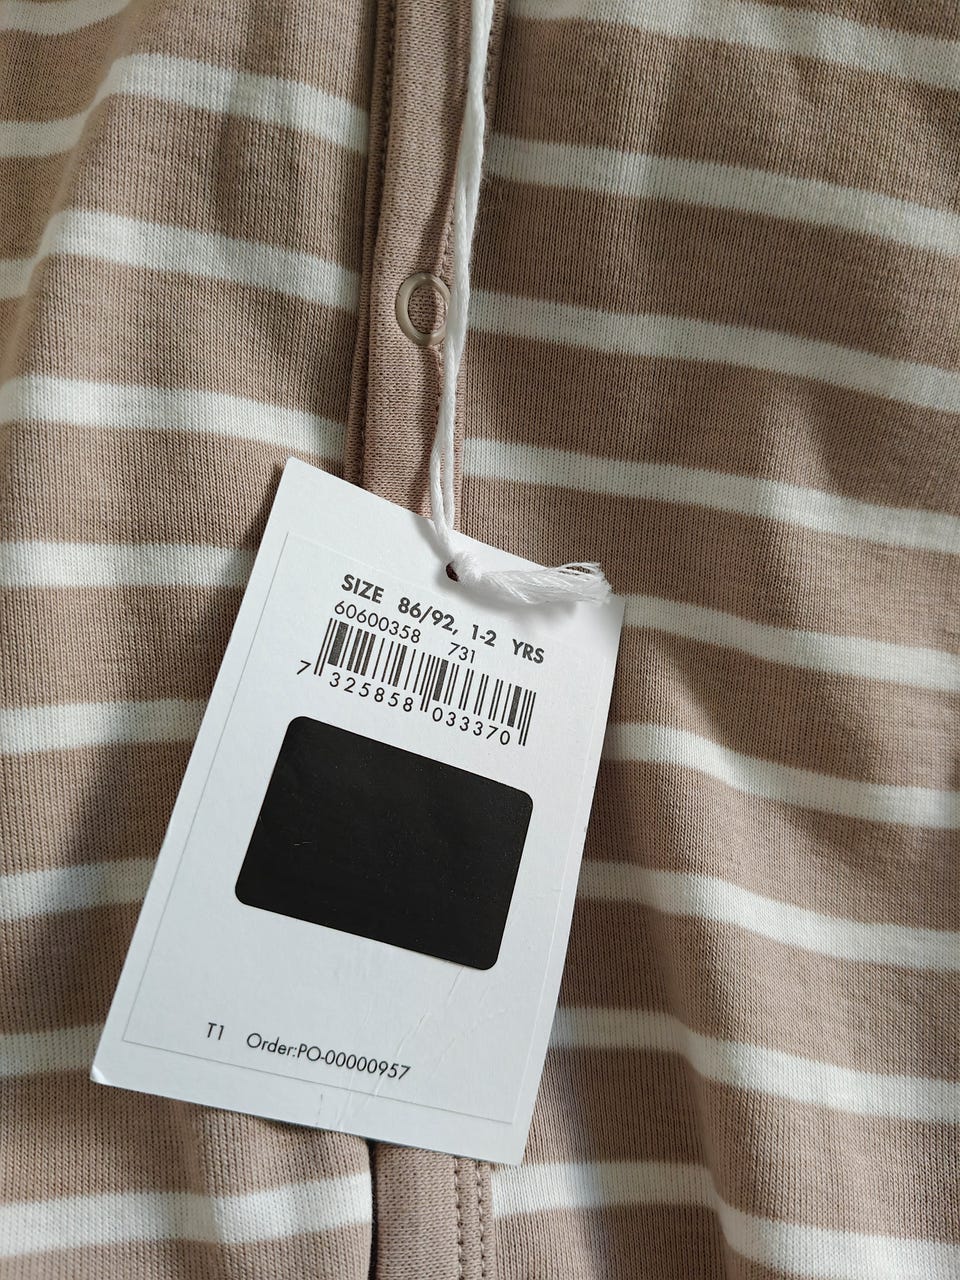 SIZE 86/92, 1-2 YRS
60600358 731
7 325858 033370
T1 Order:PO-00000957